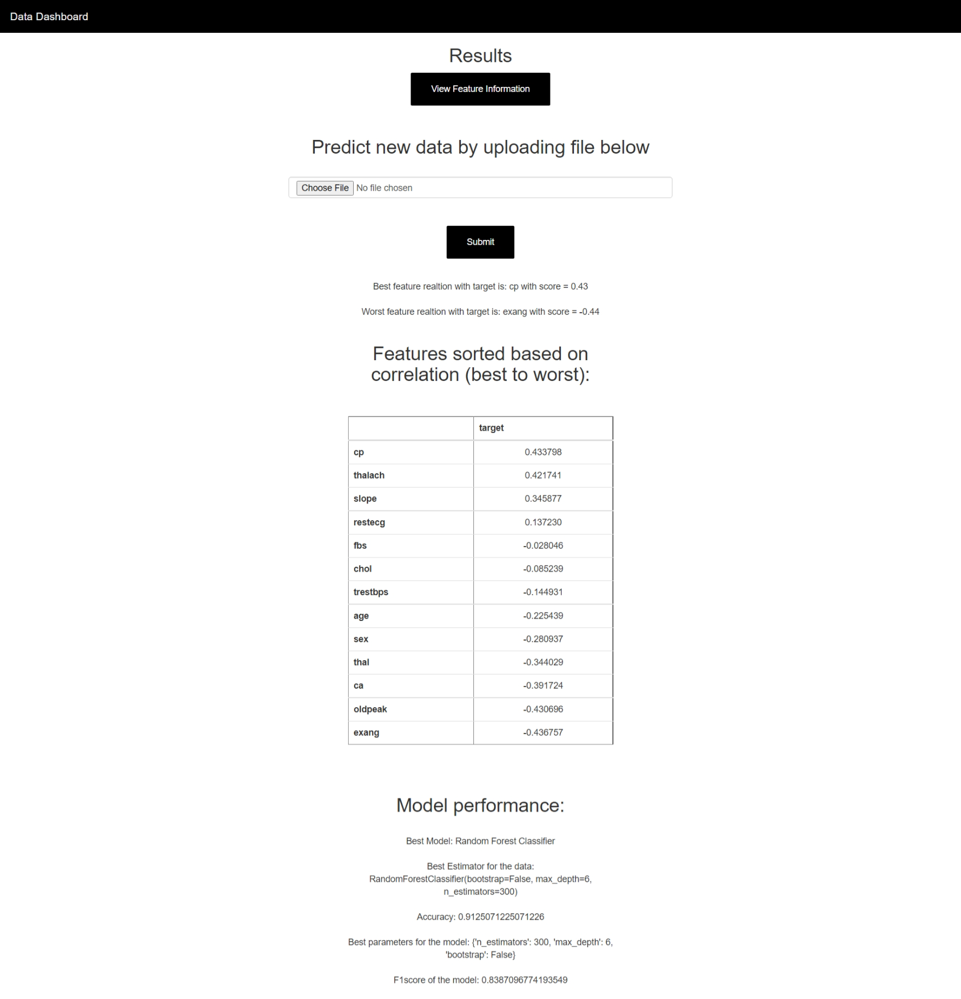 Data Dashboard
Results
View Feature Information
Predict new data by uploading file below
Choose File No file chosen
Submit
Best feature realtion with target is: cp with score = 0.43
Worst feature realtion with target is: exang with score = -0.44
Features sorted based on
correlation (best to worst):
target
cp 0.433798
thalach 0.421741
slope 0.345877
restecg 0.137230
fbs -0.028046
chol -0.085239
trestbps -0.144931
age -0.225439
sex -0.280937
thal -0.344029
ca -0.391724
oldpeak -0.430696
exang -0.436757
Model performance:
Best Model: Random Forest Classifier
Best Estimator for the data:
RandomForestClassifier(bootstrap=False, max_depth=6,
n_estimators=300)
Accuracy: 0.9125071225071226
Best parameters for the model: {'n_estimators': 300, 'max_depth': 6,
'bootstrap': False}
F1score of the model: 0.8387096774193549